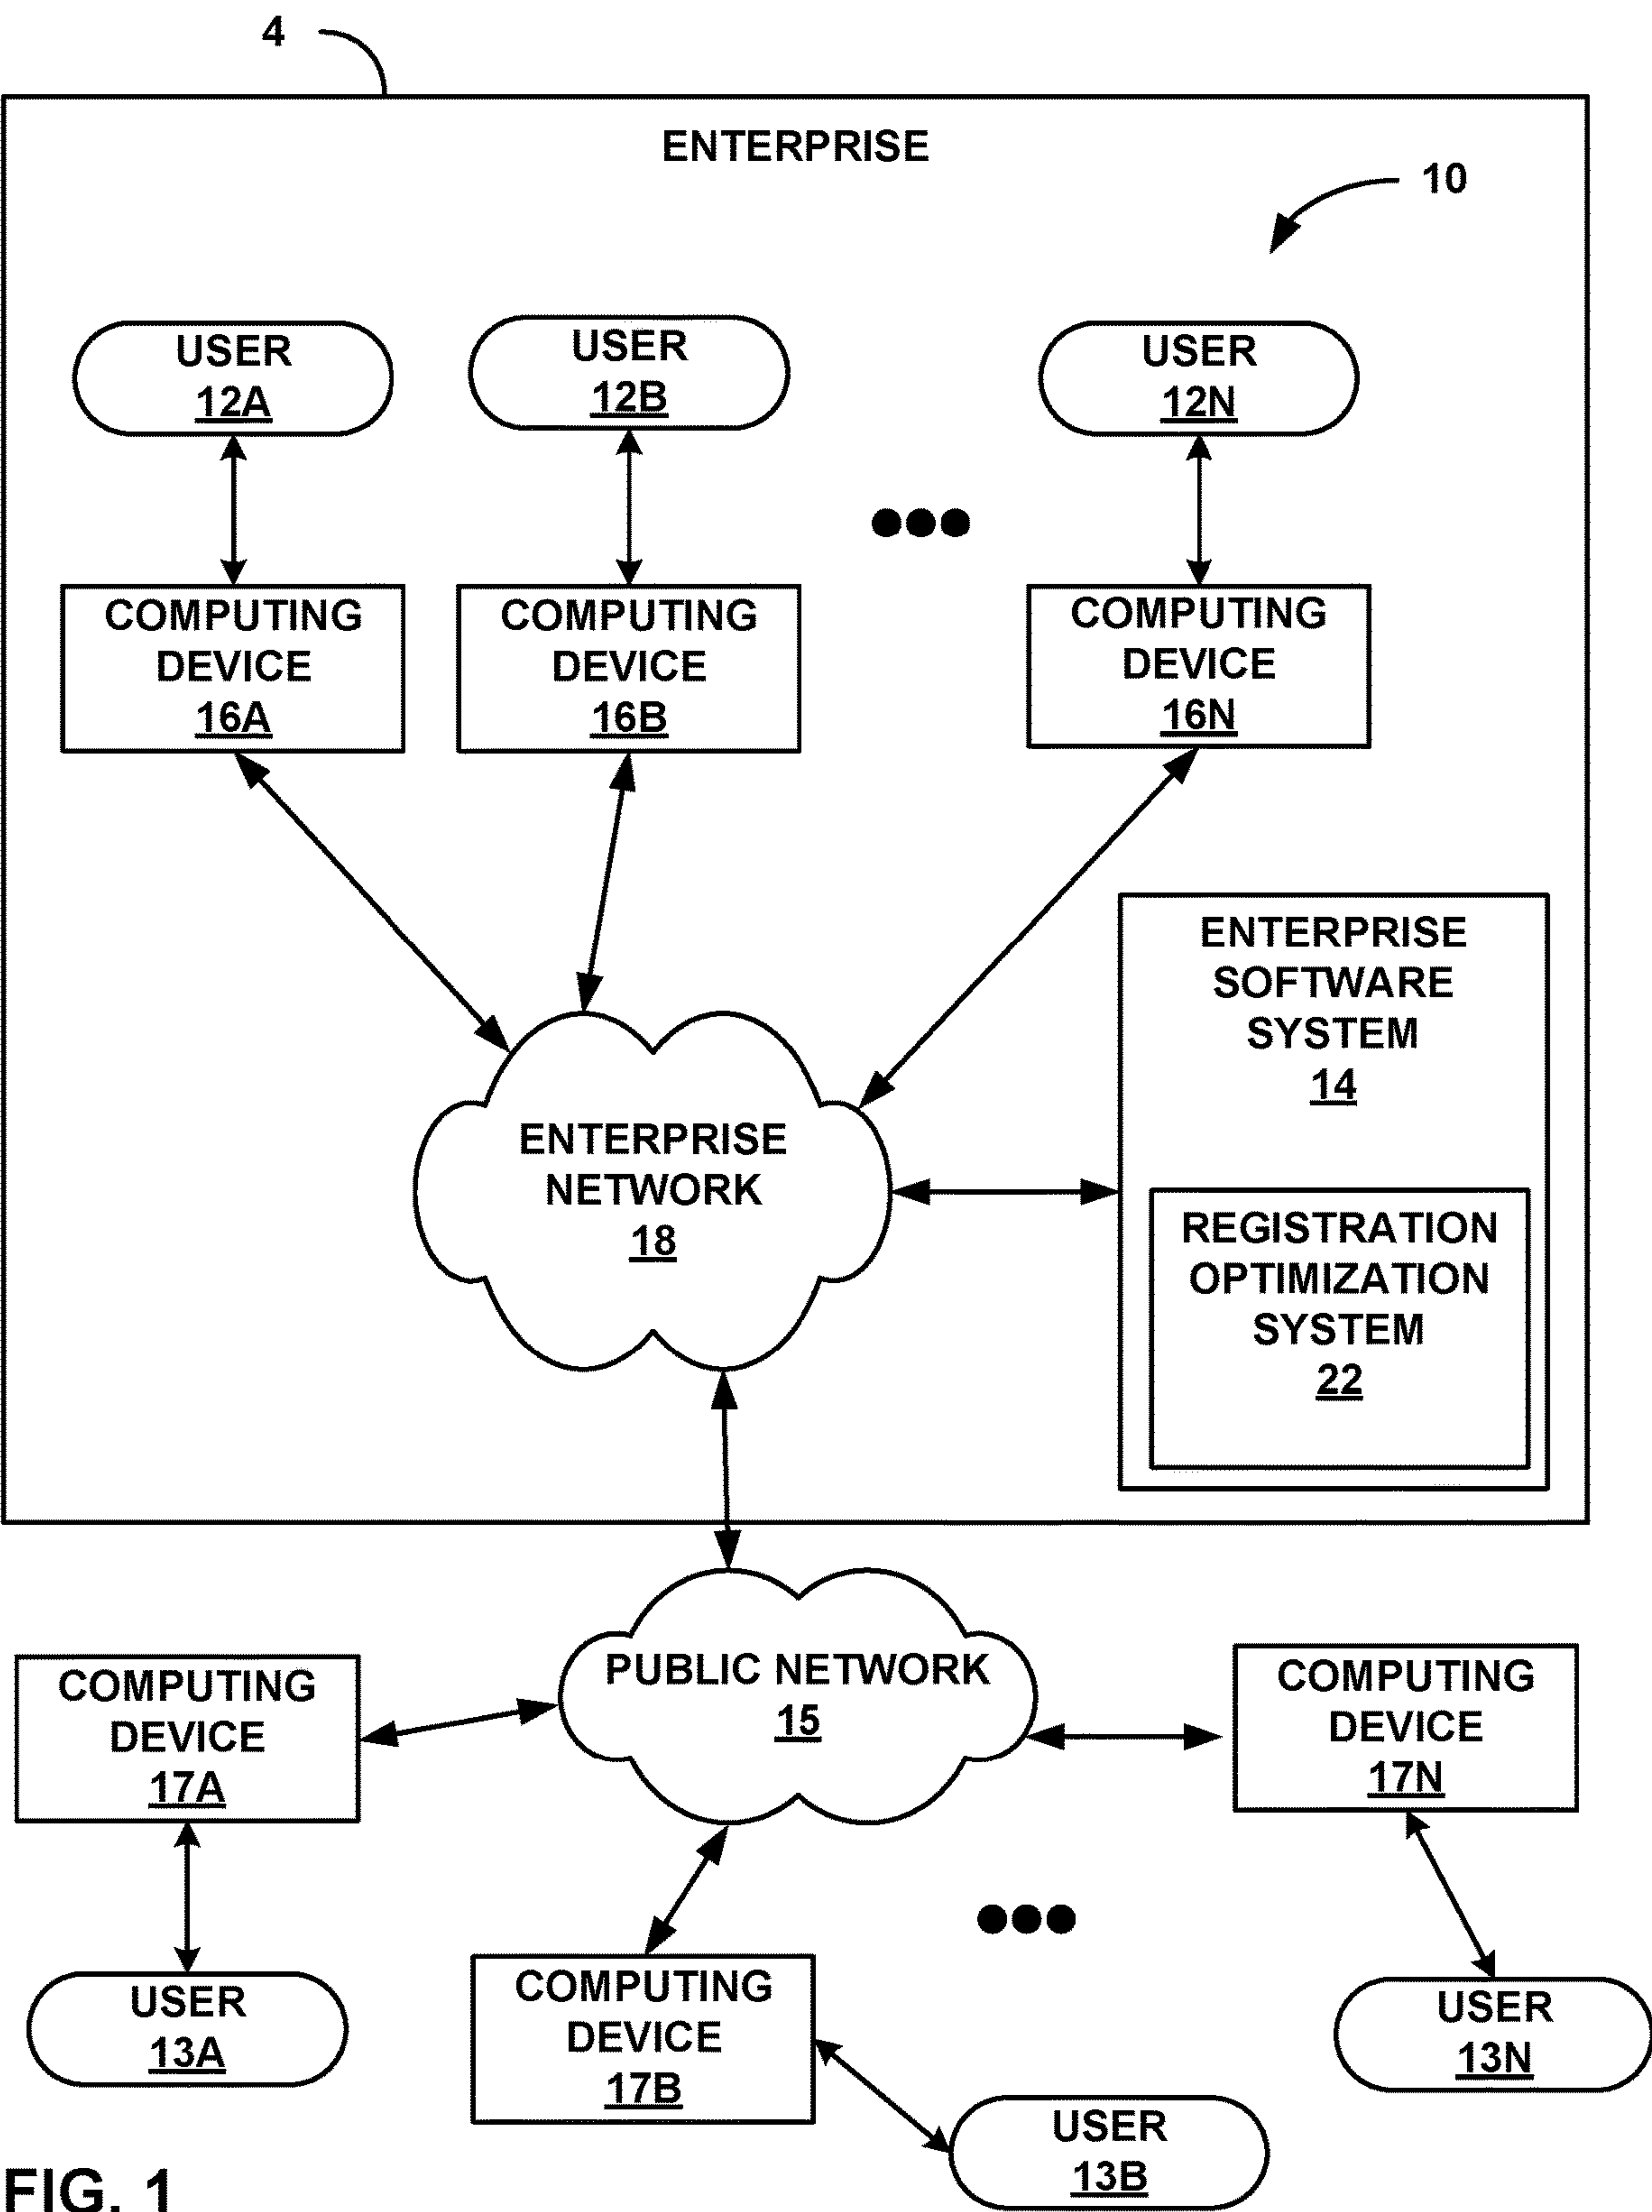 4
ENTERPRISE
10
USER
12A
USER
12B
USER
12N
COMPUTING
DEVICE
16A
COMPUTING
DEVICE
16B
COMPUTING
DEVICE
16N
ENTERPRISE
SOFTWARE
SYSTEM
14
ENTERPRISE
NETWORK
18
REGISTRATION
OPTIMIZATION
SYSTEM
22
PUBLIC NETWORK
15
COMPUTING
DEVICE
17A
COMPUTING
DEVICE
17N
USER
13A
COMPUTING
DEVICE
17B
USER
13N
USER
13B
FIG. 1